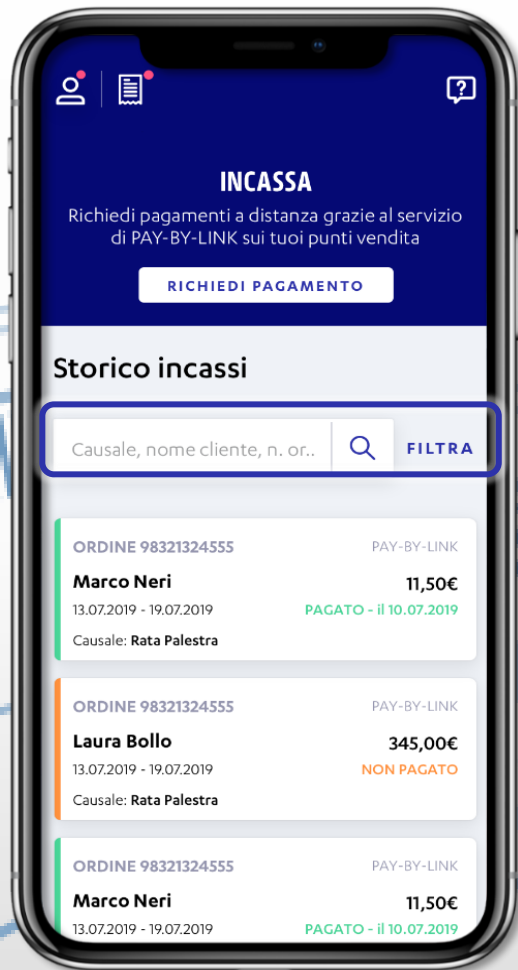 INCASSA
Richiedi pagamenti a distanza grazie al servizio
di PAY-BY-LINK sui tuoi punti vendita
RICHIEDI PAGAMENTO
Storico incassi
Causale, nome cliente, n. or.. FILTRA
ORDINE 98321324555 PAY-BY-LINK
Marco Neri 11,50€
13.07.2019 - 19.07.2019 PAGATO - il 10.07.2019
Causale: Rata Palestra
ORDINE 98321324555 PAY-BY-LINK
Laura Bollo 345,00€
13.07.2019 - 19.07.2019 NON PAGATO
Causale: Rata Palestra
ORDINE 98321324555 PAY-BY-LINK
Marco Neri 11,50€
13.07.2019 - 19.07.2019 PAGATO - il 10.07.2019